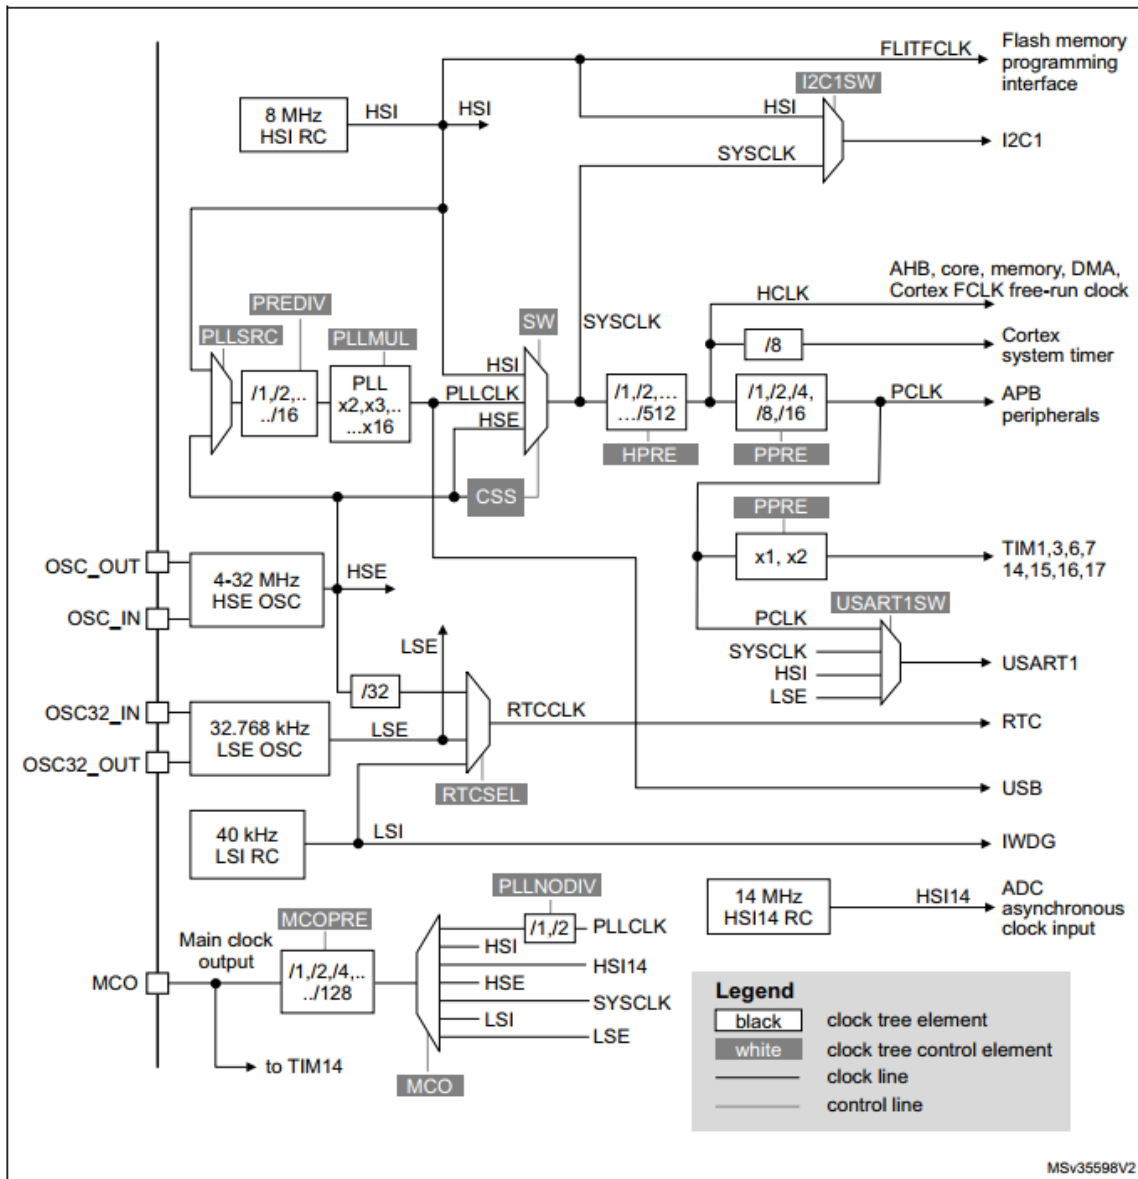 FLITFCLK
Flash memory
programming
interface
I2C1SW
8 MHz
HSI RC
HSI
HSI
HSI
SYSCLK
I2C1
AHB, core, memory, DMA,
Cortex FCLK free-run clock
HCLK
PREDIV
PLLSRC
PLLMUL
SW
SYSCLK
/8
Cortex
system timer
/1,/2,..
../16
PLL
x2,x3,..
...x16
HSI
PLLCLK
HSE
/1,/2,...
.../512
/1,/2,/4,
/8,/16
PCLK
APB
peripherals
HPRE
PPRE
CSS
PPRE
x1, x2
TIM1,3,6,7
14,15,16,17
OSC_OUT
OSC_IN
4-32 MHz
HSE OSC
HSE
LSE
USART1SW
PCLK
SYSCLK
HSI
LSE
USART1
/32
OSC32_IN
OSC32_OUT
32.768 kHz
LSE OSC
LSE
RTCCLK
RTC
RTCSEL
USB
40 kHz
LSI RC
LSI
IWDG
PLLNODIV
14 MHz
HSI14 RC
HSI14
ADC
asynchronous
clock input
MCOPRE
Main clock
output
MCO
/1,/2,/4,..
../128
/1,/2
PLLCLK
HSI
HSI14
HSE
SYSCLK
LSI
LSE
to TIM14
MCO
Legend
black
clock tree element
white
clock tree control element
clock line
control line
MSv35598V2